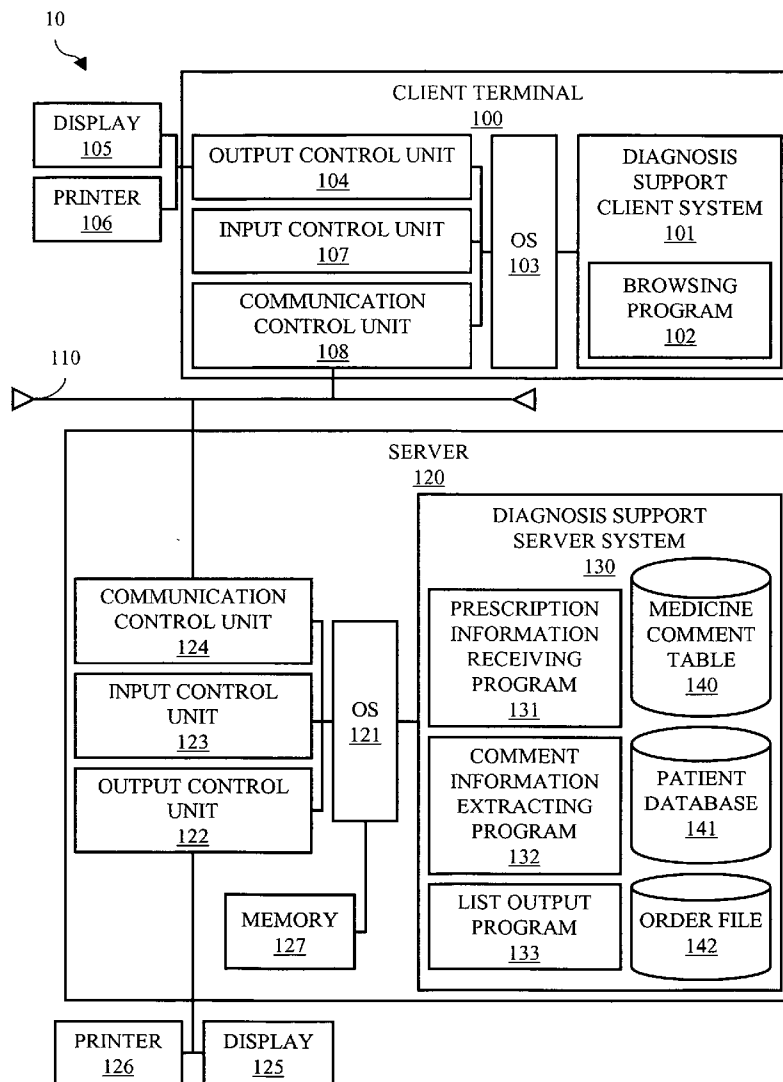 10
CLIENT TERMINAL
100
DISPLAY
105
PRINTER
106
OUTPUT CONTROL UNIT
104
INPUT CONTROL UNIT
107
COMMUNICATION
CONTROL UNIT
108
OS
103
DIAGNOSIS
SUPPORT
CLIENT SYSTEM
101
BROWSING
PROGRAM
102
110
SERVER
120
DIAGNOSIS SUPPORT
SERVER SYSTEM
130
COMMUNICATION
CONTROL UNIT
124
INPUT CONTROL
UNIT
123
OUTPUT CONTROL
UNIT
122
OS
121
MEMORY
127
PRESCRIPTION
INFORMATION
RECEIVING
PROGRAM
131
COMMENT
INFORMATION
EXTRACTING
PROGRAM
132
LIST OUTPUT
PROGRAM
133
MEDICINE
COMMENT
TABLE
140
PATIENT
DATABASE
141
ORDER FILE
142
PRINTER
126
DISPLAY
125